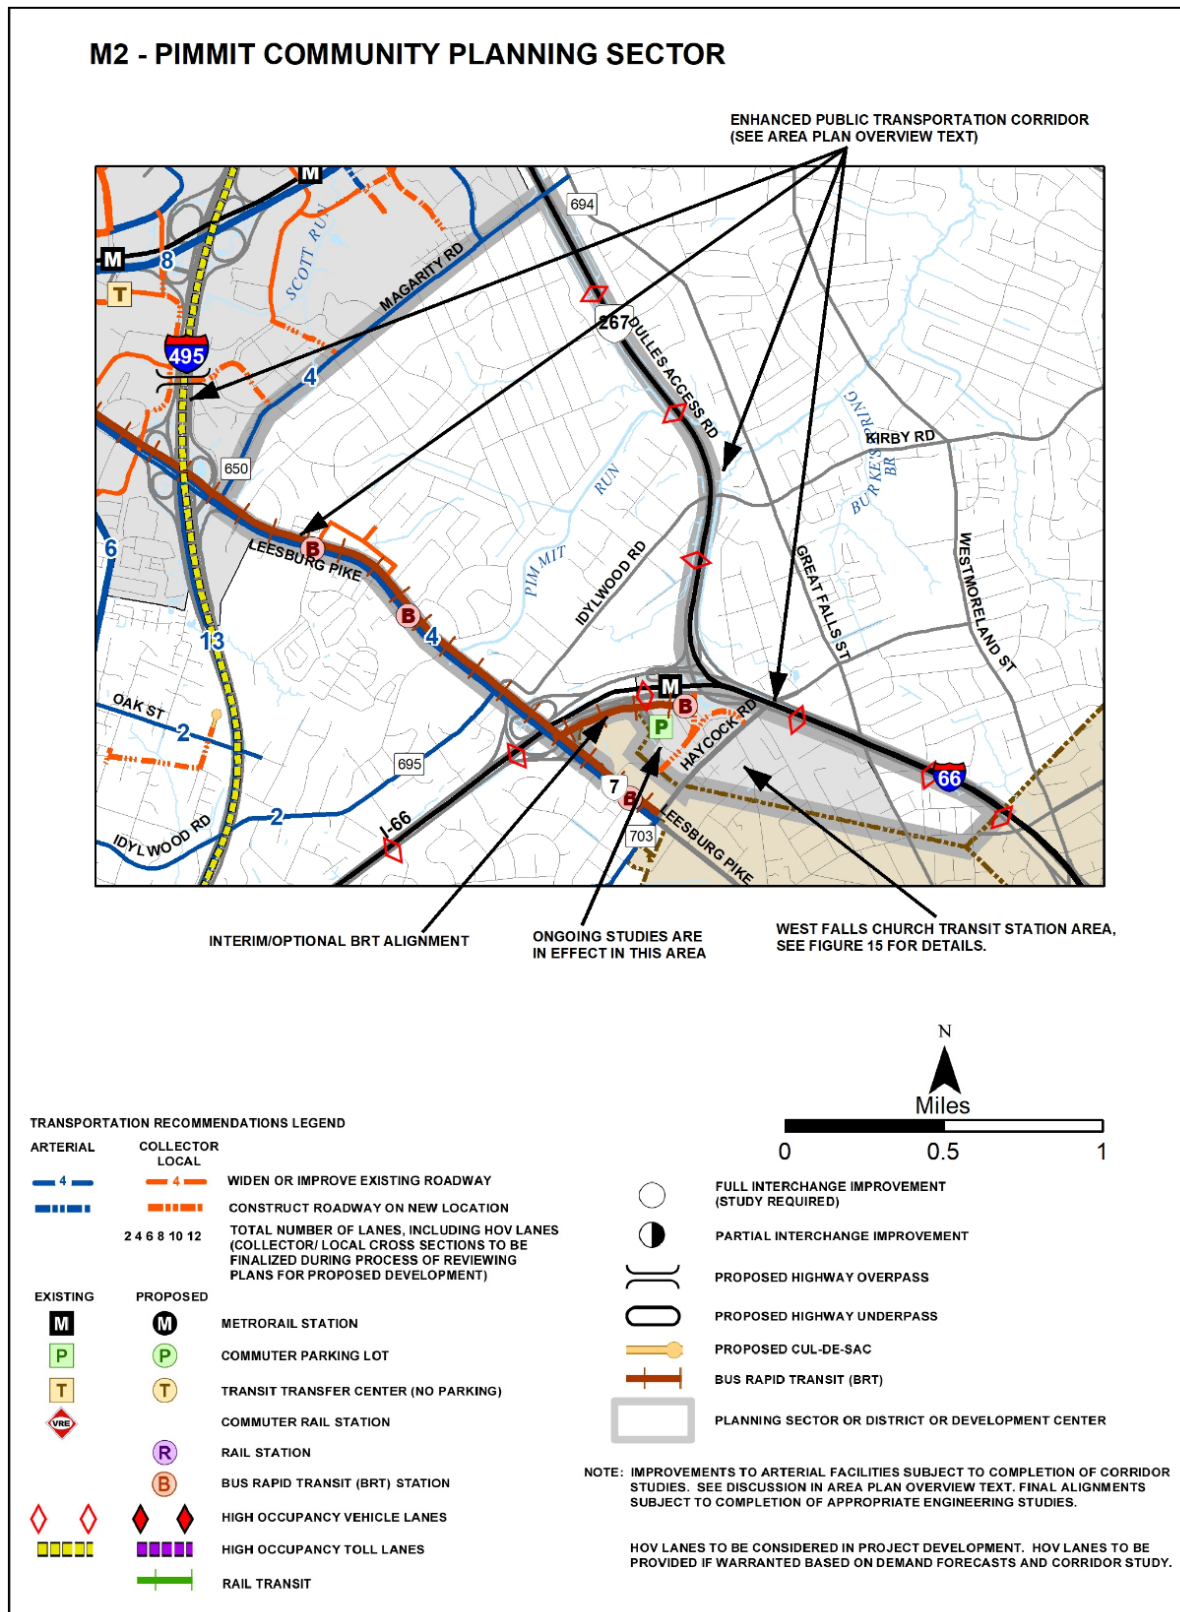 M2 - PIMMIT COMMUNITY PLANNING SECTOR
ENHANCED PUBLIC TRANSPORTATION CORRIDOR
(SEE AREA PLAN OVERVIEW TEXT)
M
694
SCOTT RUN
MAGARITY RD
M
8
T
267
DULLES ACCESS RD
495
4
BURKE'S SPRING
BR
KIRBY RD
650
RUN
PIMMIT
B
LEESBURG PIKE
6
IDYLWOOD RD
GREAT FALLS ST
WESTMORELAND ST
B
4
13
M
B
OAK ST
2
P
HAYCOCK RD
695
66
7
B
IDYLWOOD RD
2
I-66
703
LEESBURG PIKE
INTERIM/OPTIONAL BRT ALIGNMENT
ONGOING STUDIES ARE
IN EFFECT IN THIS AREA
WEST FALLS CHURCH TRANSIT STATION AREA,
SEE FIGURE 15 FOR DETAILS.
N
Miles
0 0.5 1
TRANSPORTATION RECOMMENDATIONS LEGEND
ARTERIAL COLLECTOR
LOCAL
4 4 WIDEN OR IMPROVE EXISTING ROADWAY
CONSTRUCT ROADWAY ON NEW LOCATION
2 4 6 8 10 12 TOTAL NUMBER OF LANES, INCLUDING HOV LANES
(COLLECTOR/ LOCAL CROSS SECTIONS TO BE
FINALIZED DURING PROCESS OF REVIEWING
PLANS FOR PROPOSED DEVELOPMENT)
EXISTING PROPOSED
M M METRORAIL STATION
P P COMMUTER PARKING LOT
T T TRANSIT TRANSFER CENTER (NO PARKING)
VRE COMMUTER RAIL STATION
R RAIL STATION
B BUS RAPID TRANSIT (BRT) STATION
HIGH OCCUPANCY VEHICLE LANES
HIGH OCCUPANCY TOLL LANES
RAIL TRANSIT
FULL INTERCHANGE IMPROVEMENT
(STUDY REQUIRED)
PARTIAL INTERCHANGE IMPROVEMENT
PROPOSED HIGHWAY OVERPASS
PROPOSED HIGHWAY UNDERPASS
PROPOSED CUL-DE-SAC
BUS RAPID TRANSIT (BRT)
PLANNING SECTOR OR DISTRICT OR DEVELOPMENT CENTER
NOTE: IMPROVEMENTS TO ARTERIAL FACILITIES SUBJECT TO COMPLETION OF CORRIDOR
STUDIES. SEE DISCUSSION IN AREA PLAN OVERVIEW TEXT. FINAL ALIGNMENTS
SUBJECT TO COMPLETION OF APPROPRIATE ENGINEERING STUDIES.
HOV LANES TO BE CONSIDERED IN PROJECT DEVELOPMENT. HOV LANES TO BE
PROVIDED IF WARRANTED BASED ON DEMAND FORECASTS AND CORRIDOR STUDY.